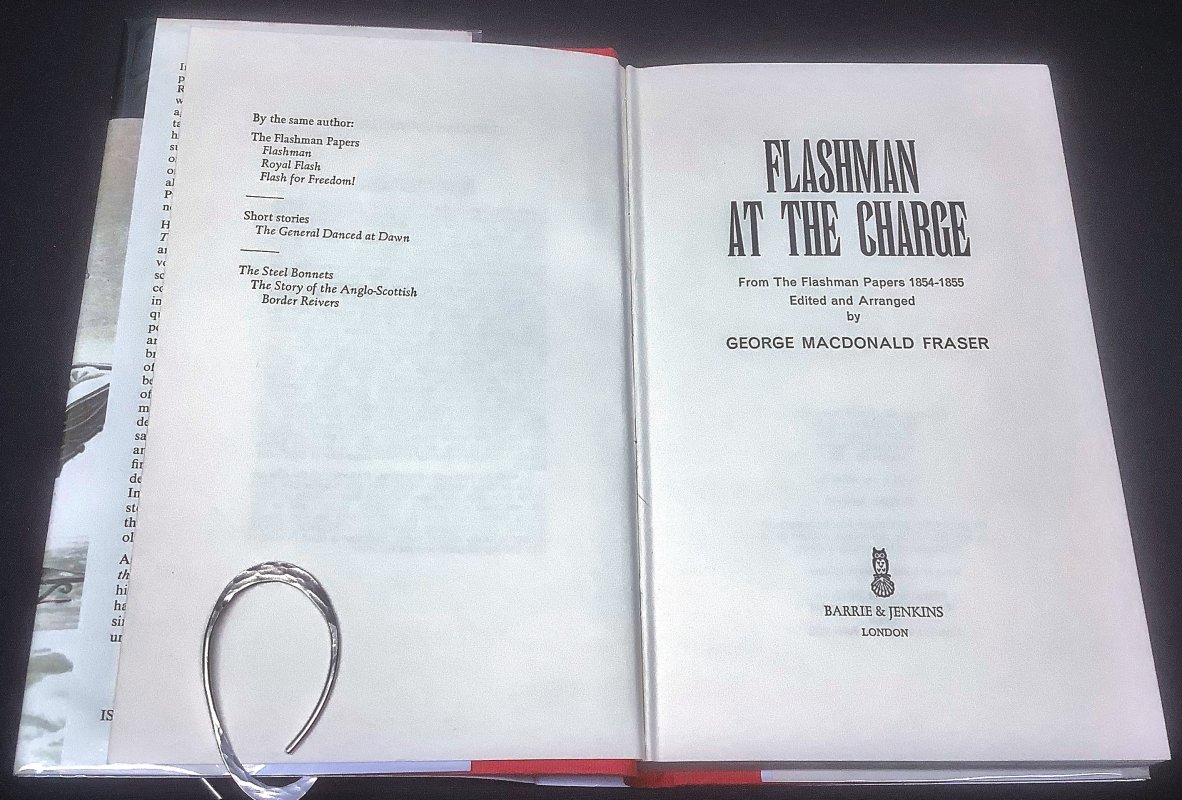 By the same author:
The Flashman Papers
Flashman
Royal Flash
Flash for Freedom!
Short stories
The General Danced at Dawn
The Steel Bonnets
The Story of the Anglo-Scottish
Border Reivers
FLASHMAN
AT THE CHARGE
From The Flashman Papers 1854-1855
Edited and Arranged
by
GEORGE MACDONALD FRASER
BARRIE & JENKINS
LONDON